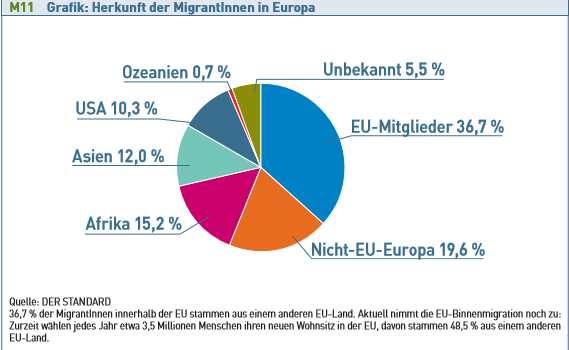 M11 Grafik: Herkunft der MigrantInnen in Europa
Ozeanien 0,7 %
Unbekannt 5,5 %
USA 10,3 %
EU-Mitglieder 36,7 %
Asien 12,0 %
Afrika 15,2 %
Nicht-EU-Europa 19,6 %
Quelle: DER STANDARD
36,7 % der MigrantInnen innerhalb der EU stammen aus einem anderen EU-Land. Aktuell nimmt die EU-Binnenmigration noch zu:
Zurzeit wählen jedes Jahr etwa 3,5 Millionen Menschen ihren neuen Wohnsitz in der EU, davon stammen 48,5 % aus einem anderen
EU-Land.